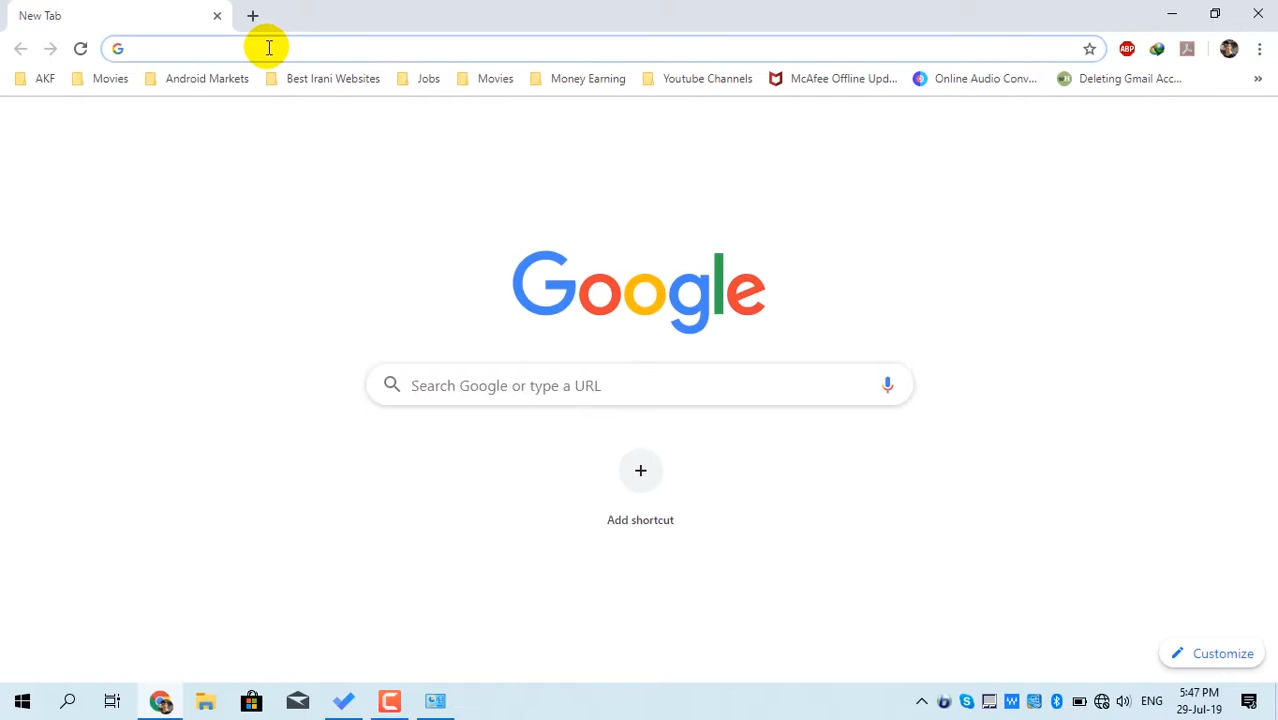 New Tab
AKF Movies Android Markets Best Irani Websites Jobs Movies Money Earning Youtube Channels McAfee Offline Upd... Online Audio Conv... Deleting Gmail Acc... »
Google
Search Google or type a URL
Add shortcut
Customize
ENG
5:47 PM
29-Jul-19
ABP